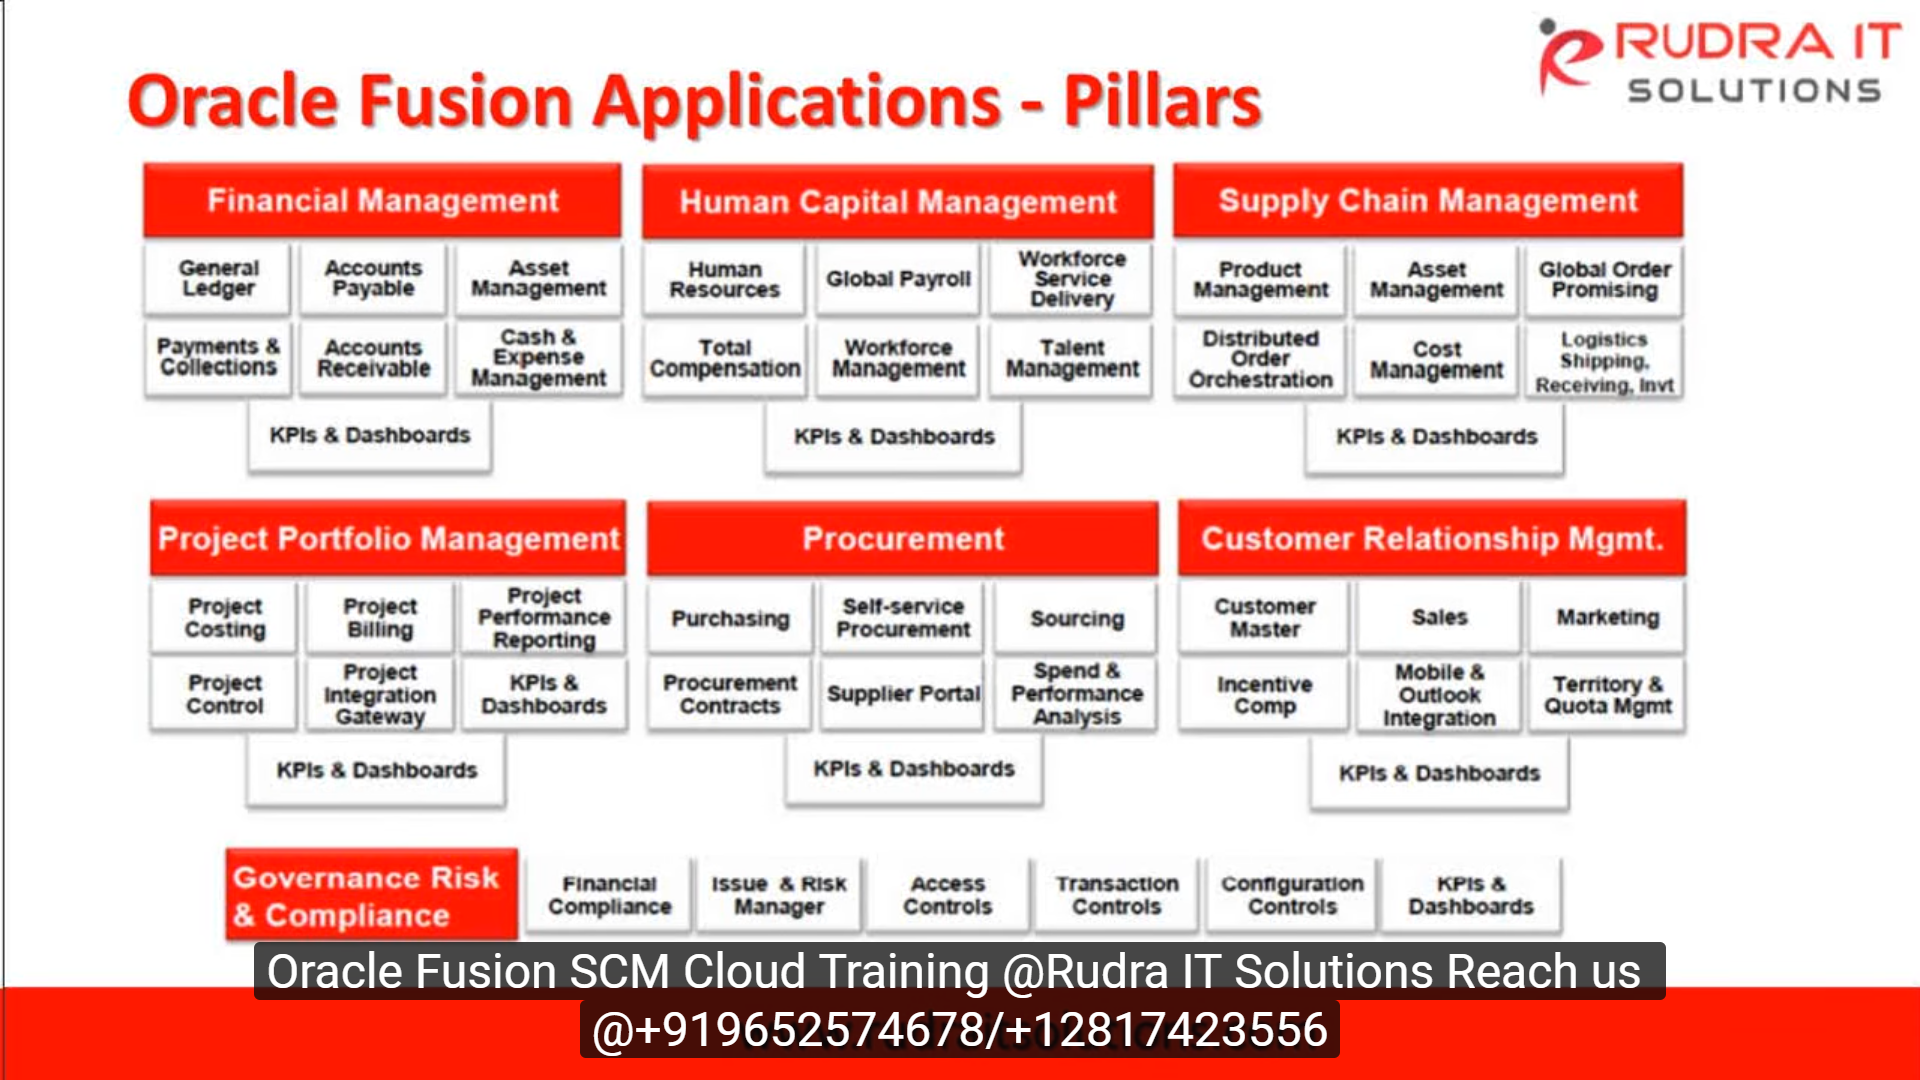 RUDRA IT
SOLUTIONS
Oracle Fusion Applications - Pillars
Financial Management
General
Ledger
Accounts
Payable
Asset
Management
Payments &
Collections
Accounts
Receivable
Cash &
Expense
Management
KPIs & Dashboards
Human Capital Management
Human
Resources
Global Payroll
Workforce
Service
Delivery
Total
Compensation
Workforce
Management
Talent
Management
KPIs & Dashboards
Supply Chain Management
Product
Management
Asset
Management
Global Order
Promising
Distributed
Order
Orchestration
Cost
Management
Logistics
Shipping,
Receiving, Invt
KPIs & Dashboards
Project Portfolio Management
Project
Costing
Project
Billing
Project
Performance
Reporting
Project
Control
Project
Integration
Gateway
KPIs &
Dashboards
KPIs & Dashboards
Procurement
Purchasing
Self-service
Procurement
Sourcing
Procurement
Contracts
Supplier Portal
Spend &
Performance
Analysis
KPIs & Dashboards
Customer Relationship Mgmt.
Customer
Master
Sales
Marketing
Incentive
Comp
Mobile &
Outlook
Integration
Territory &
Quota Mgmt
KPIs & Dashboards
Governance Risk
& Compliance
Financial
Compliance
Issue & Risk
Manager
Access
Controls
Transaction
Controls
Configuration
Controls
KPIs &
Dashboards
Oracle Fusion SCM Cloud Training @Rudra IT Solutions Reach us
@+919652574678/+12817423556